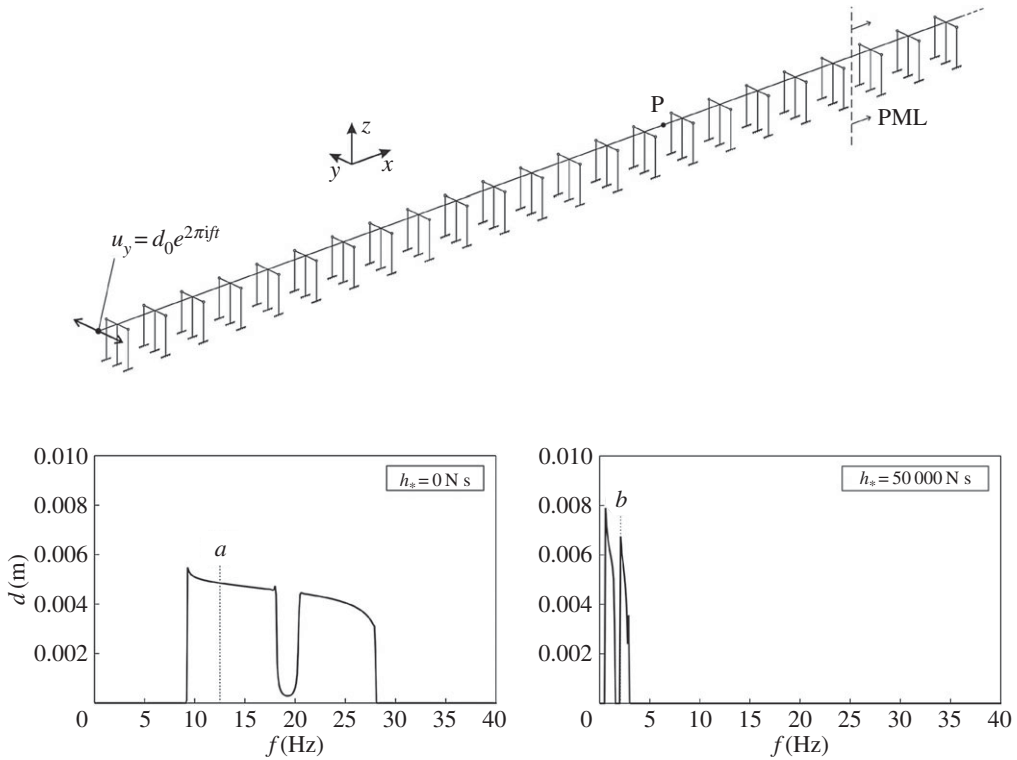 P
PML
z
y
x
u_y = d_0 e^{2πift}
0.010
0.008
0.006
0.004
0.002
d (m)
h_* = 0 N s
a
0 5 10 15 20 25 30 35 40
f (Hz)
0.010
0.008
0.006
0.004
0.002
h_* = 50 000 N s
b
0 5 10 15 20 25 30 35 40
f (Hz)